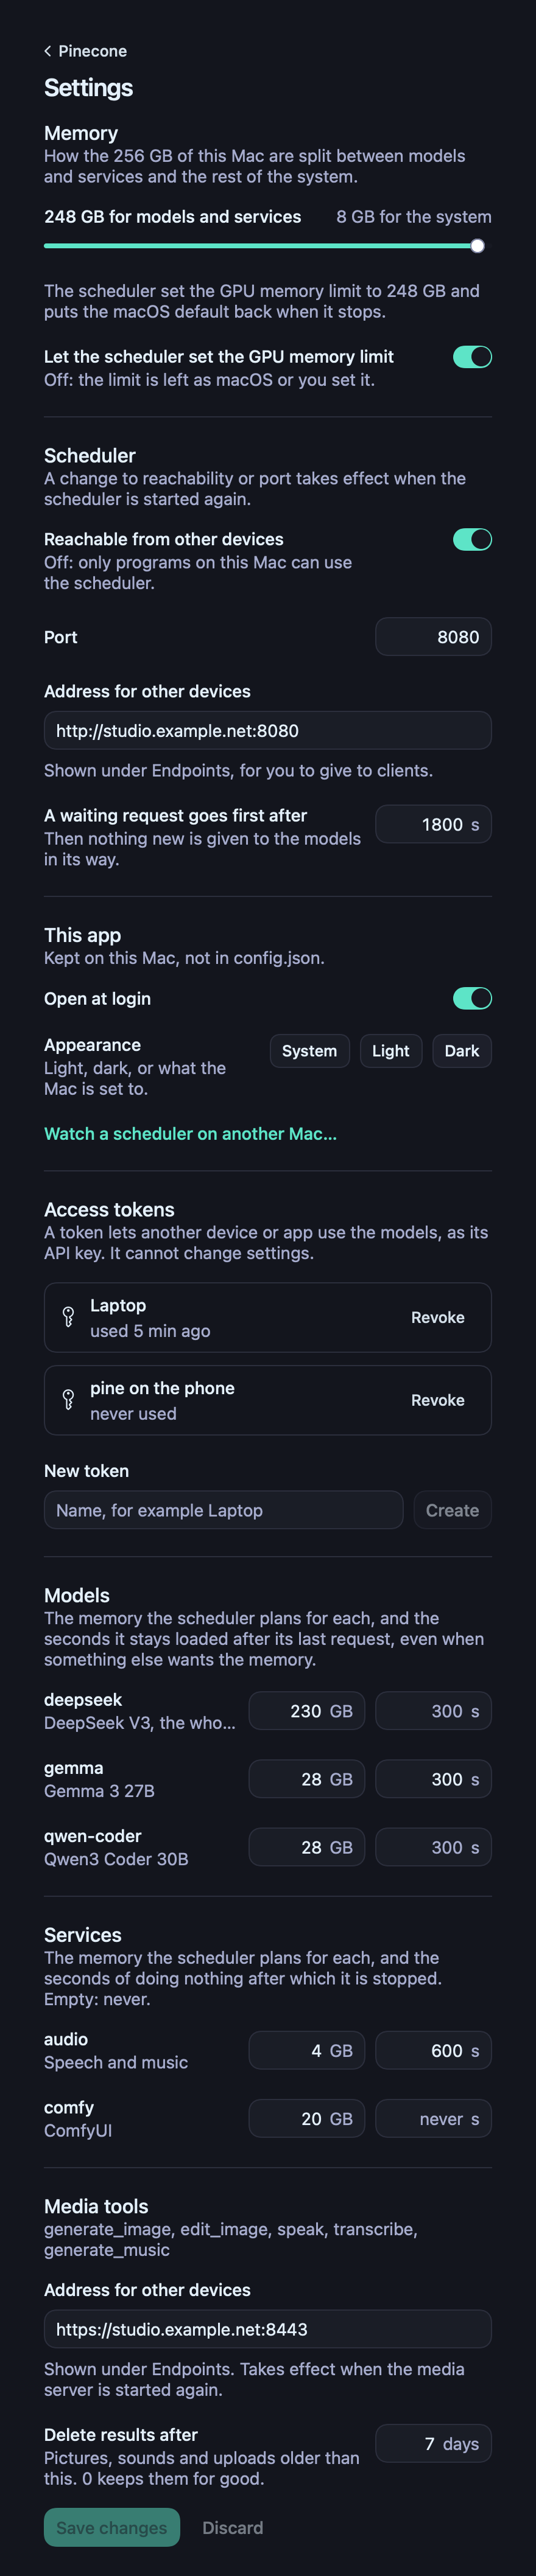 Pinecone
Settings
Memory
How the 256 GB of this Mac are split between models
and services and the rest of the system.
248 GB for models and services
8 GB for the system
The scheduler set the GPU memory limit to 248 GB and
puts the macOS default back when it stops.
Let the scheduler set the GPU memory limit
Off: the limit is left as macOS or you set it.
Scheduler
A change to reachability or port takes effect when the
scheduler is started again.
Reachable from other devices
Off: only programs on this Mac can use
the scheduler.
Port
8080
Address for other devices
http://studio.example.net:8080
Shown under Endpoints, for you to give to clients.
A waiting request goes first after
1800 s
Then nothing new is given to the models
in its way.
This app
Kept on this Mac, not in config.json.
Open at login
Appearance
System
Light
Dark
Light, dark, or what the
Mac is set to.
Watch a scheduler on another Mac...
Access tokens
A token lets another device or app use the models, as its
API key. It cannot change settings.
Laptop
used 5 min ago
Revoke
pine on the phone
never used
Revoke
New token
Name, for example Laptop
Create
Models
The memory the scheduler plans for each, and the
seconds it stays loaded after its last request, even when
something else wants the memory.
deepseek
DeepSeek V3, the who...
230 GB
300 s
gemma
Gemma 3 27B
28 GB
300 s
qwen-coder
Qwen3 Coder 30B
28 GB
300 s
Services
The memory the scheduler plans for each, and the
seconds of doing nothing after which it is stopped.
Empty: never.
audio
Speech and music
4 GB
600 s
comfy
ComfyUI
20 GB
never s
Media tools
generate_image, edit_image, speak, transcribe,
generate_music
Address for other devices
https://studio.example.net:8443
Shown under Endpoints. Takes effect when the media
server is started again.
Delete results after
7 days
Pictures, sounds and uploads older than
this. 0 keeps them for good.
Save changes
Discard